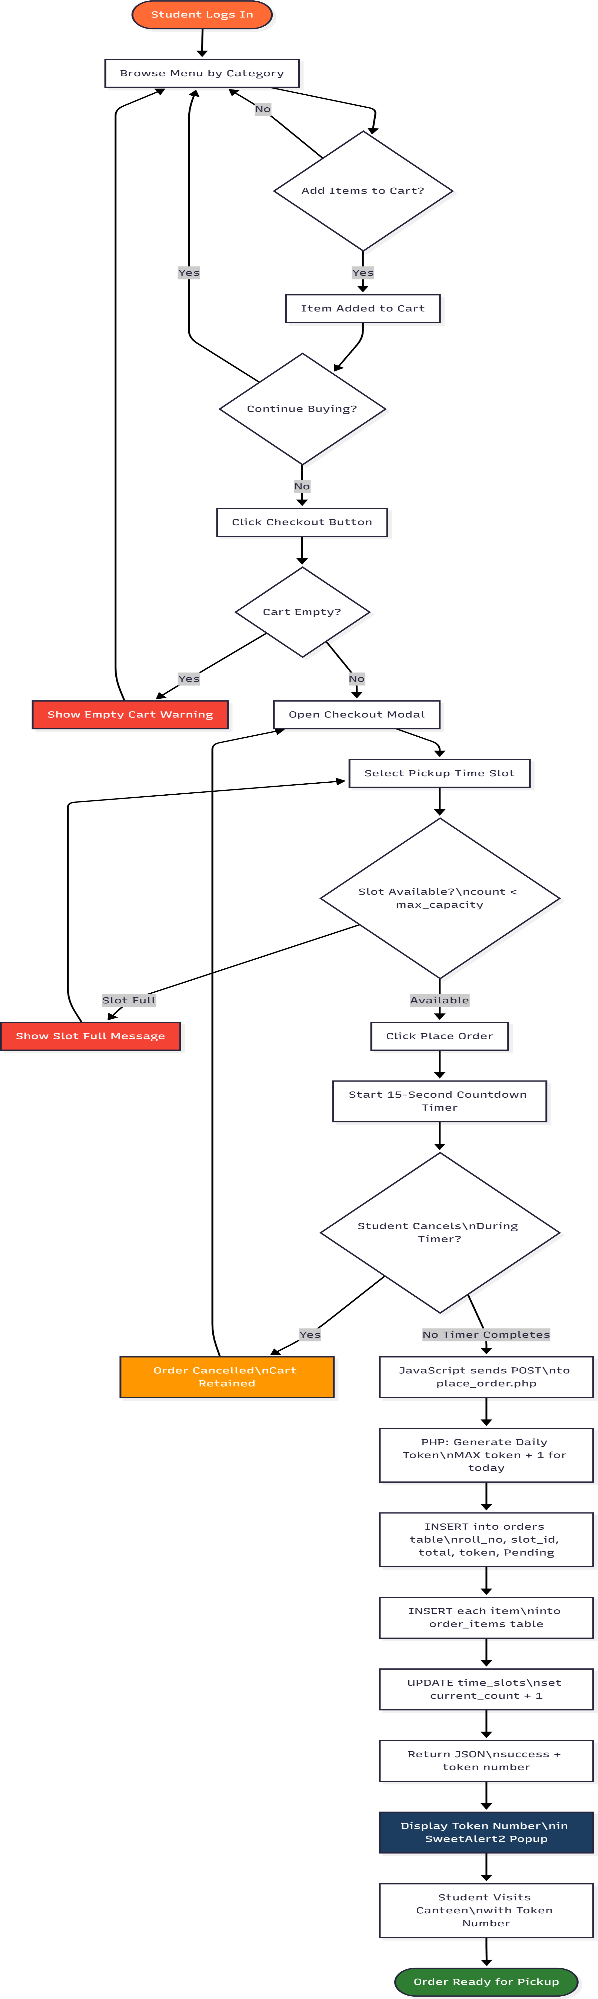 Student Logs In
Browse Menu by Category
No
Add Items to Cart?
Yes
Yes
Item Added to Cart
Continue Buying?
No
Click Checkout Button
Cart Empty?
Yes
No
Show Empty Cart Warning
Open Checkout Modal
Select Pickup Time Slot
Slot Available?\ncount <
max_capacity
Slot Full
Available
Show Slot Full Message
Click Place Order
Start 15-Second Countdown
Timer
Student Cancels\nDuring
Timer?
Yes
No Timer Completes
Order Cancelled\nCart
Retained
JavaScript sends POST\nto
place_order.php
PHP: Generate Daily
Token\nMAX token + 1 for
today
INSERT into orders
table\nroll_no, slot_id,
total, token, Pending
INSERT each item\ninto
order_items table
UPDATE time_slots\nset
current_count + 1
Return JSON\nsuccess +
token number
Display Token Number\nin
SweetAlert2 Popup
Student Visits
Canteen\nwith Token
Number
Order Ready for Pickup